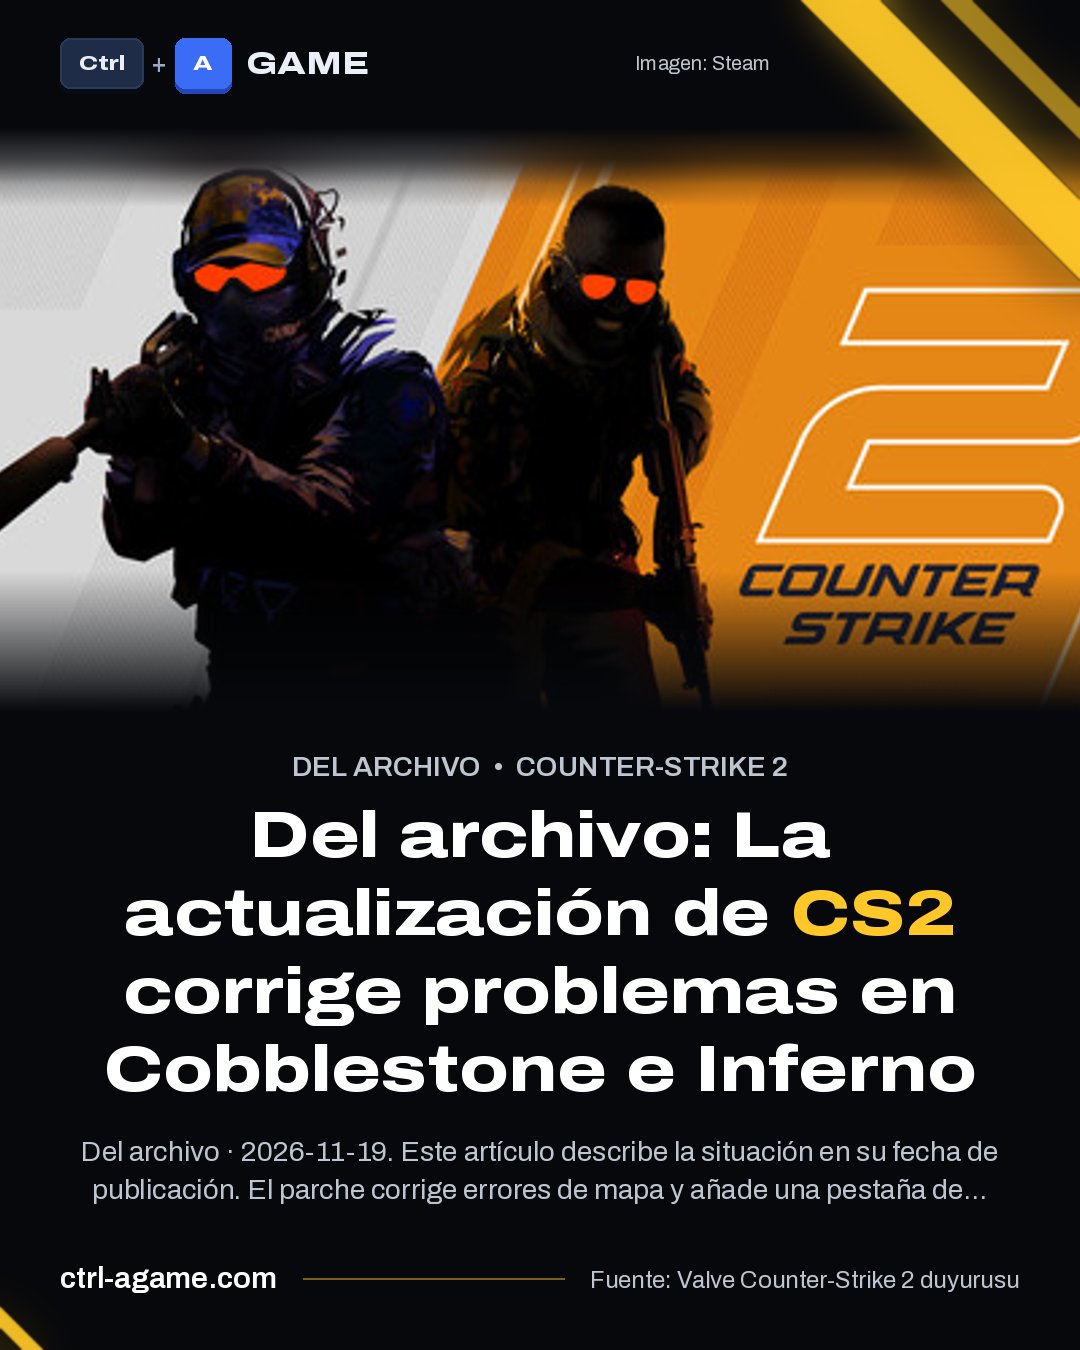 Ctrl + A GAME
Imagen: Steam
2
COUNTER
STRIKE
DEL ARCHIVO • COUNTER-STRIKE 2
Del archivo: La
actualización de CS2
corrige problemas en
Cobblestone e Inferno
Del archivo · 2026-11-19. Este artículo describe la situación en su fecha de
publicación. El parche corrige errores de mapa y añade una pestaña de...
ctrl-agame.com
Fuente: Valve Counter-Strike 2 duyurusu